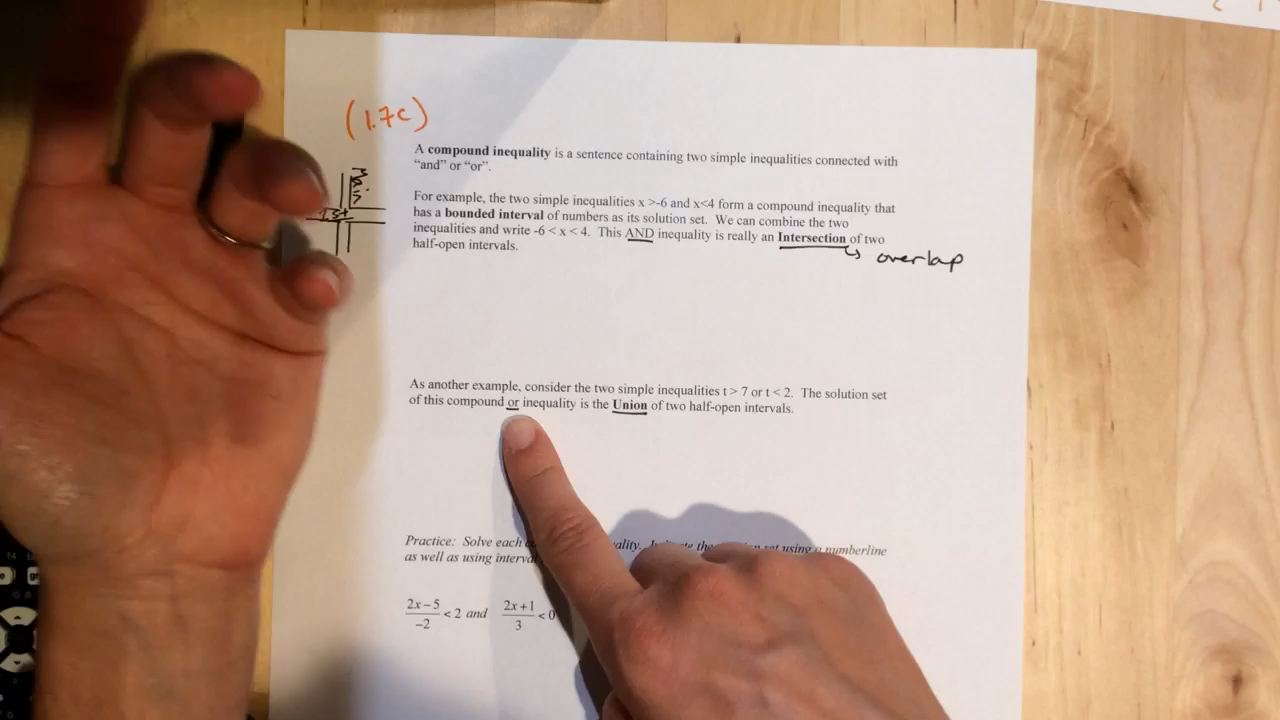 (1.7c)
A compound inequality is a sentence containing two simple inequalities connected with
"and" or "or".
Main
1st
For example, the two simple inequalities x >-6 and x<4 form a compound inequality that
has a bounded interval of numbers as its solution set. We can combine the two
inequalities and write -6 < x < 4. This AND inequality is really an Intersection of two
half-open intervals.
overlap
As another example, consider the two simple inequalities t > 7 or t < 2. The solution set
of this compound or inequality is the Union of two half-open intervals.
Practice: Solve each using a numberline
as well as using
2x-5/-2 < 2 and 2x+1/3 < 0